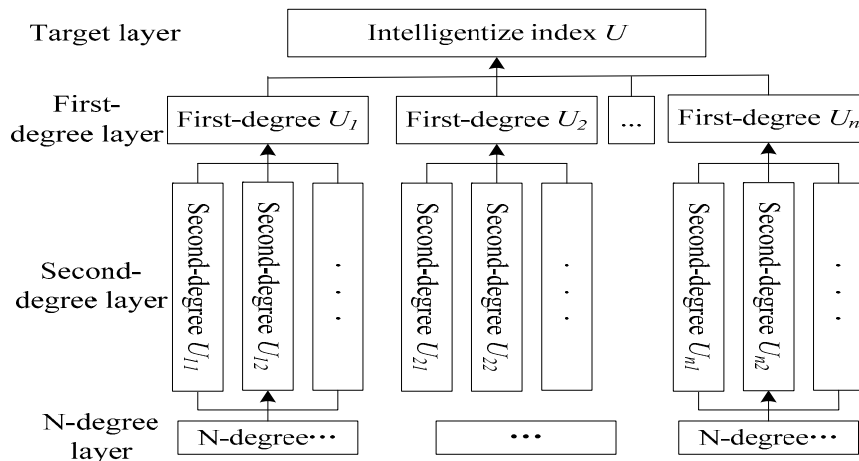 Target layer
Intelligentize index U
First-
degree layer
First-degree U1
First-degree U2
...
First-degree Un
Second-
degree layer
Second-degree U11
Second-degree U12
...
Second-degree U21
Second-degree U22
...
Second-degree Un1
Second-degree Un2
...
N-degree
layer
N-degree···
···
N-degree···